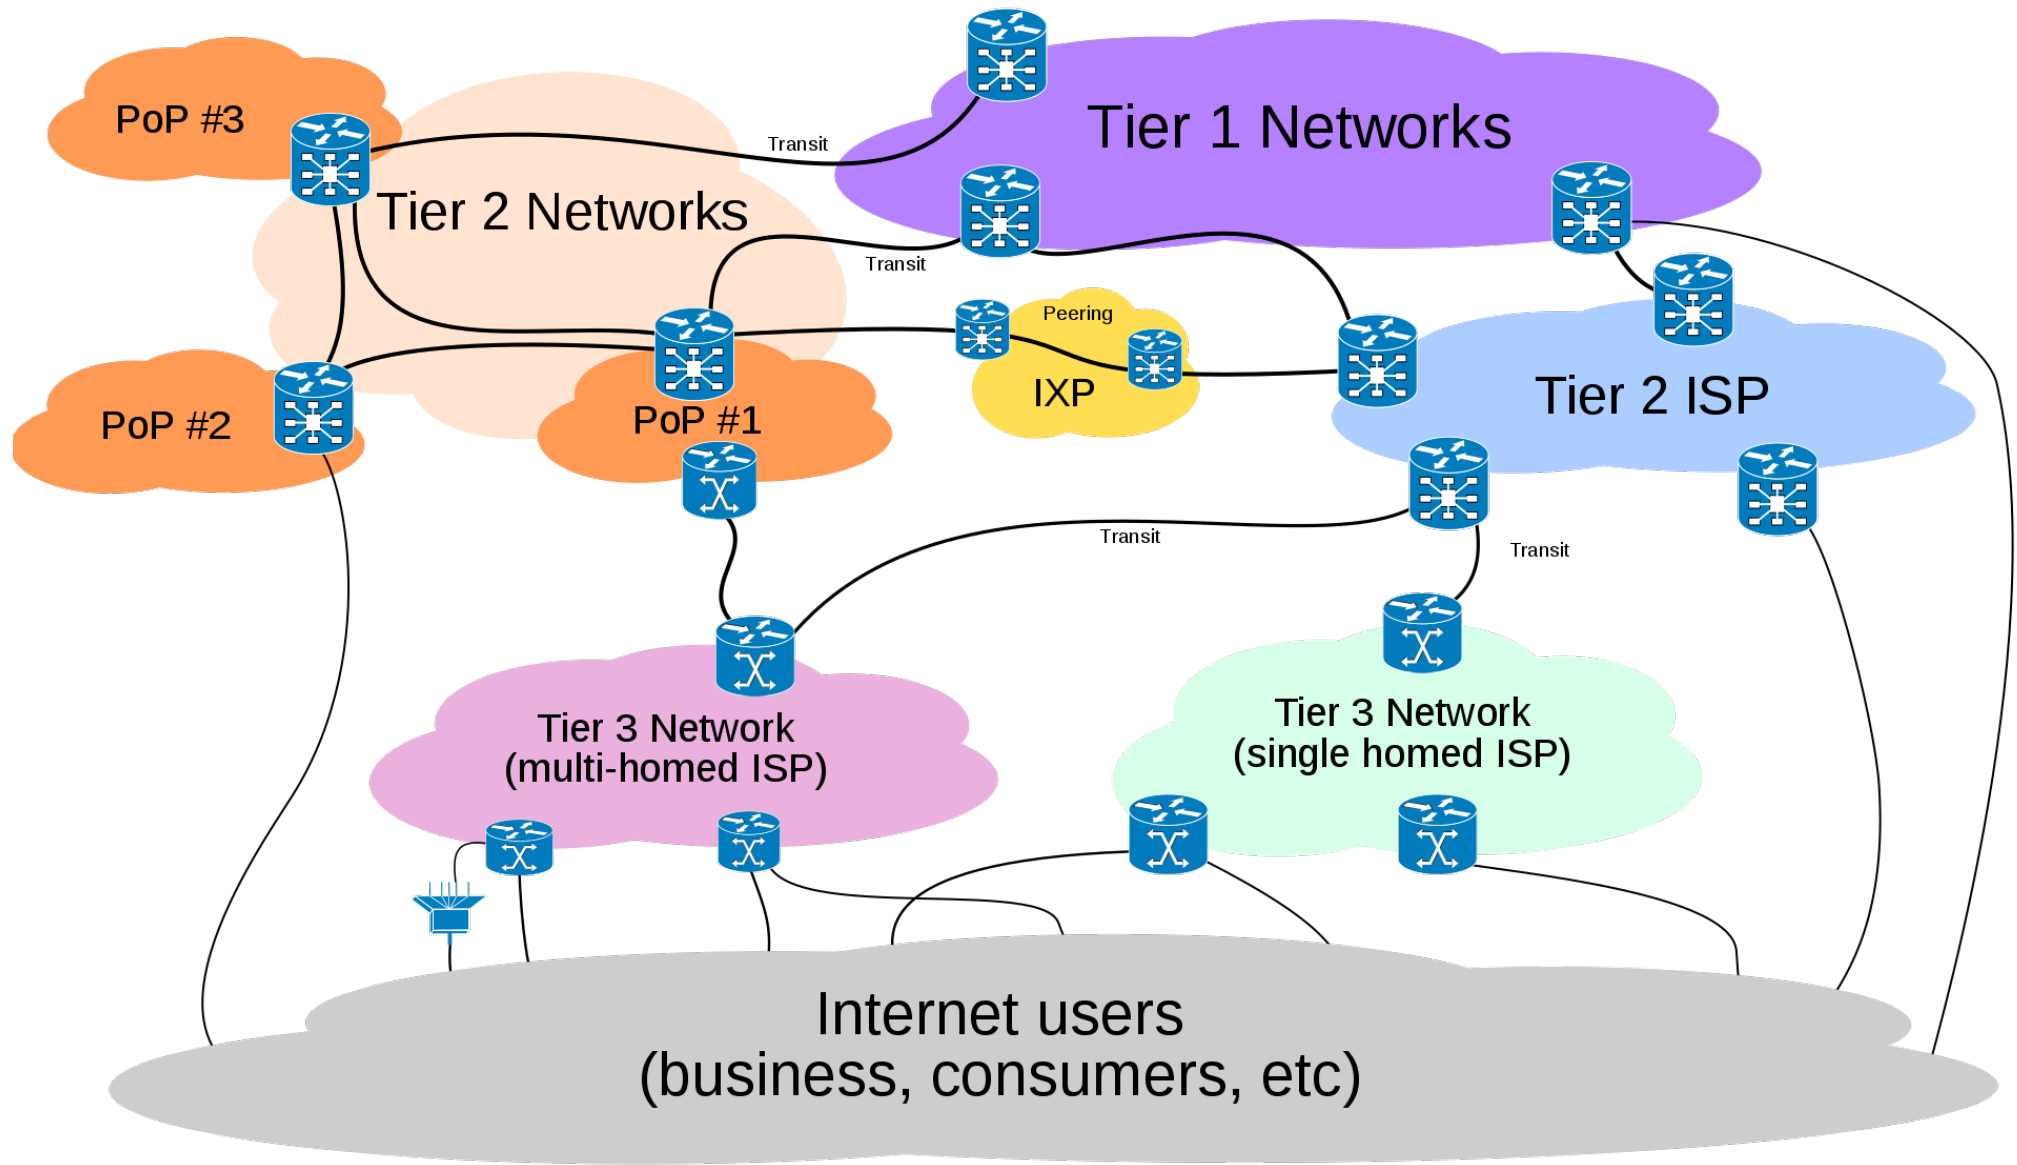 PoP #3
Transit
Tier 1 Networks
Tier 2 Networks
Transit
Peering
IXP
Tier 2 ISP
PoP #2
PoP #1
Transit
Transit
Tier 3 Network
(multi-homed ISP)
Tier 3 Network
(single homed ISP)
Internet users
(business, consumers, etc)